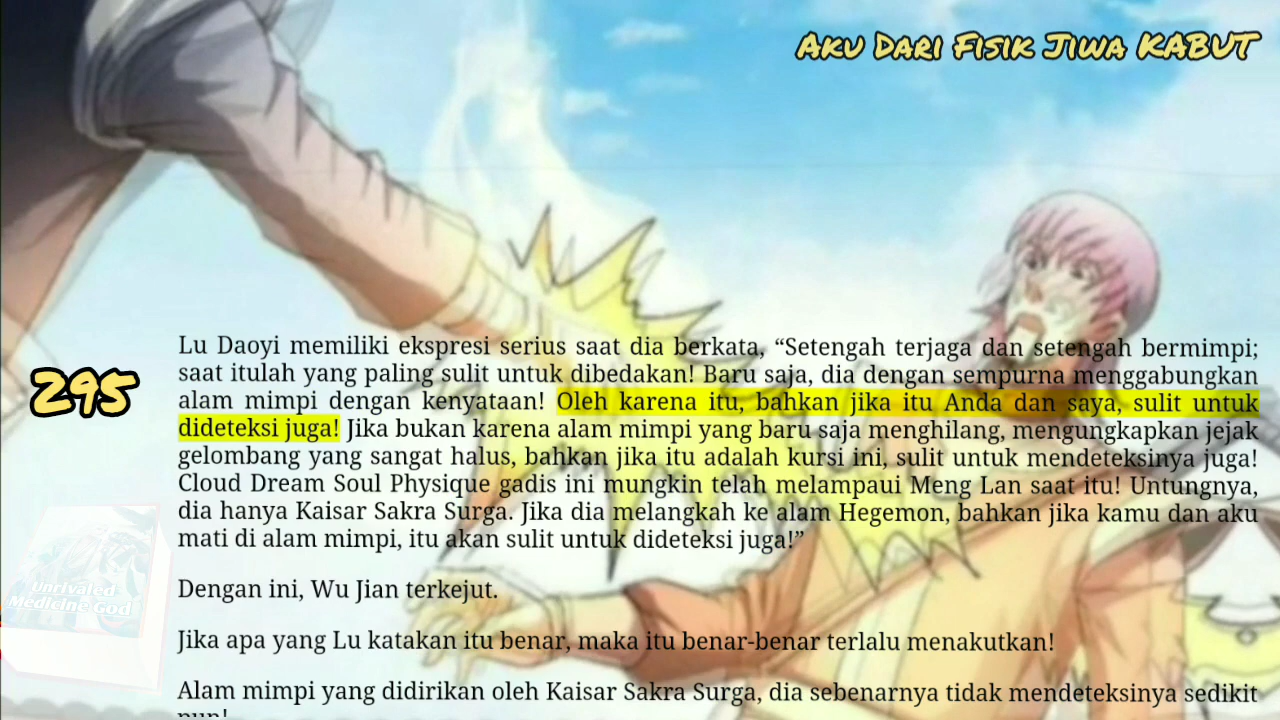 Aku Dari Fisik Jiwa KABUT
Lu Daoyi memiliki ekspresi serius saat dia berkata, “Setengah terjaga dan setengah bermimpi;
saat itulah yang paling sulit untuk dibedakan! Baru saja, dia dengan sempurna menggabungkan
295
alam mimpi dengan kenyataan! Oleh karena itu, bahkan jika itu Anda dan saya, sulit untuk
dideteksi juga! Jika bukan karena alam mimpi yang baru saja menghilang, mengungkapkan jejak
gelombang yang sangat halus, bahkan jika itu adalah kursi ini, sulit untuk mendeteksinya juga!
Cloud Dream Soul Physique gadis ini mungkin telah melampaui Meng Lan saat itu! Untungnya,
dia hanya Kaisar Sakra Surga. Jika dia melangkah ke alam Hegemon, bahkan jika kamu dan aku
mati di alam mimpi, itu akan sulit untuk dideteksi juga!”
Dengan ini, Wu Jian terkejut.
Unrivaled
Medicine God
Jika apa yang Lu katakan itu benar, maka itu benar-benar terlalu menakutkan!
Alam mimpi yang didirikan oleh Kaisar Sakra Surga, dia sebenarnya tidak mendeteksinya sedikit
pun!